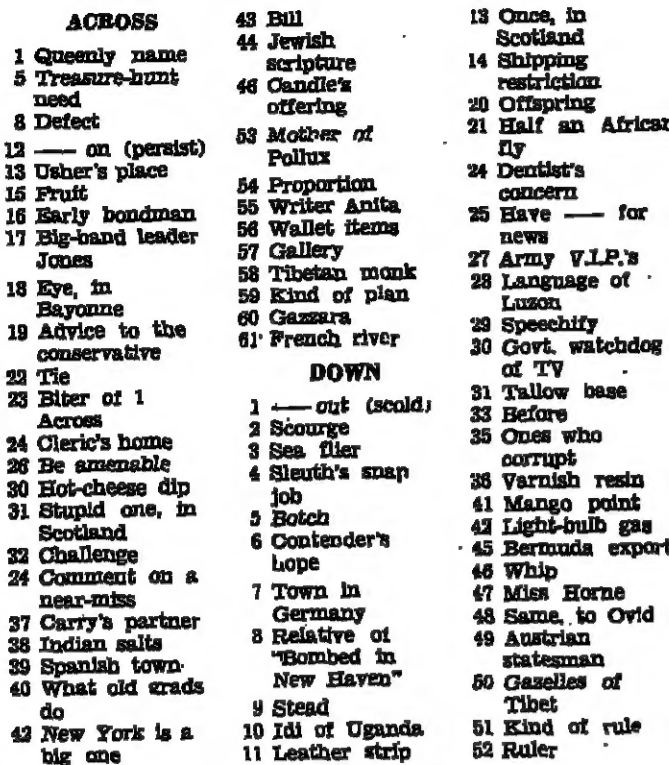 ACROSS
1 Queenly name
5 Treasure-hunt
need
8 Defect
12 — on (persist)
13 Usher's place
15 Fruit
16 Early bondman
17 Big-band leader
Jones
18 Eye, in
Bayonne
19 Advice to the
conservative
22 Tie
23 Biter of 1
Across
24 Cleric's home
26 Be amenable
30 Hot-cheese dip
31 Stupid one, in
Scotland
32 Challenge
24 Comment on a
near-miss
37 Carry's partner
38 Indian salts
39 Spanish town
40 What old grads
do
42 New York is a
big one
43 Bill
44 Jewish
scripture
46 Candle's
offering
53 Mother of
Pollux
54 Proportion
55 Writer Anita
56 Wallet items
57 Gallery
58 Tibetan monk
59 Kind of plan
60 Gazzara
61 French river
DOWN
1 — out (scold)
2 Scourge
3 Sea flier
4 Sleuth's snap
job
5 Botch
6 Contender's
hope
7 Town in
Germany
8 Relative of
"Bombed in
New Haven"
9 Stead
10 Idi of Uganda
11 Leather strip
13 Once, in
Scotland
14 Shipping
restriction
20 Offspring
21 Half an African
fly
24 Dentist's
concern
25 Have — for
news
27 Army V.I.P.'s
28 Language of
Luzon
29 Speechify
30 Govt. watchdog
of TV
31 Tallow base
33 Before
35 Ones who
corrupt
36 Varnish resin
41 Mango point
42 Light-bulb gas
45 Bermuda export
46 Whip
47 Miss Horne
48 Same, to Ovid
49 Austrian
statesman
50 Gazelles of
Tibet
51 Kind of rule
52 Ruler